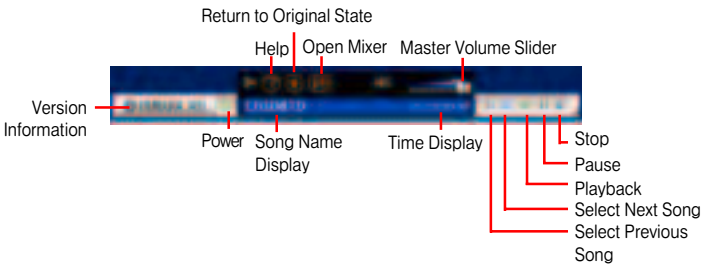 Return to Original State
Help
Open Mixer
Master Volume Slider
Version
Information
Power
Song Name
Display
Time Display
Stop
Pause
Playback
Select Next Song
Select Previous
Song